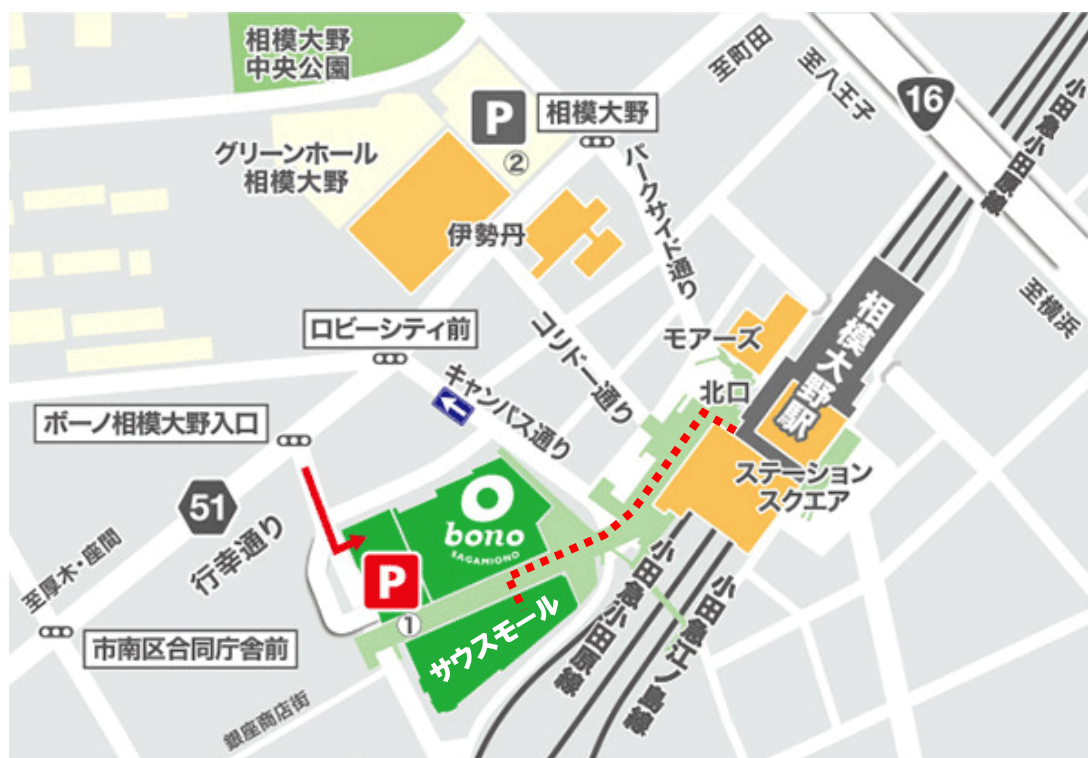 相模大野
中央公園
至町田
至八王子
16
小田急小田原線
P
相模大野
②
グリーンホール
相模大野
パークサイド通り
伊勢丹
至横浜
相模大野駅
ロビーシティ前
コリドー通り
モアーズ
キャンパス通り
北口
ボーノ相模大野入口
ステーション
スクエア
51
行幸通り
bono
SAGAMIONO
至厚木・座間
P
①
サウスモール
小田急小田原線
小田急江ノ島線
市南区合同庁舎前
銀座商店街